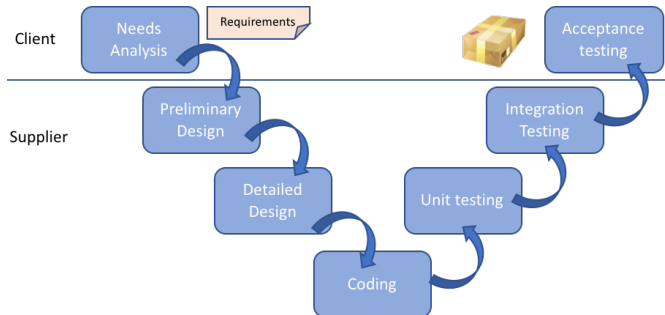 Client
Needs
Analysis
Requirements
Acceptance
testing
Supplier
Preliminary
Design
Integration
Testing
Detailed
Design
Unit testing
Coding